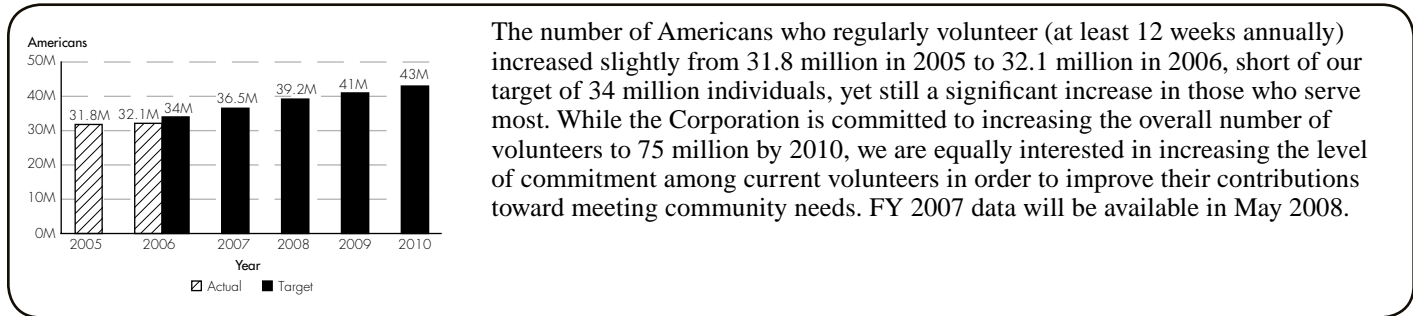 Americans
50M
40M
30M
20M
10M
0M
31.8M
32.1M
34M
36.5M
39.2M
41M
43M
2005 2006 2007 2008 2009 2010
Year
Actual Target
The number of Americans who regularly volunteer (at least 12 weeks annually)
increased slightly from 31.8 million in 2005 to 32.1 million in 2006, short of our
target of 34 million individuals, yet still a significant increase in those who serve
most. While the Corporation is committed to increasing the overall number of
volunteers to 75 million by 2010, we are equally interested in increasing the level
of commitment among current volunteers in order to improve their contributions
toward meeting community needs. FY 2007 data will be available in May 2008.